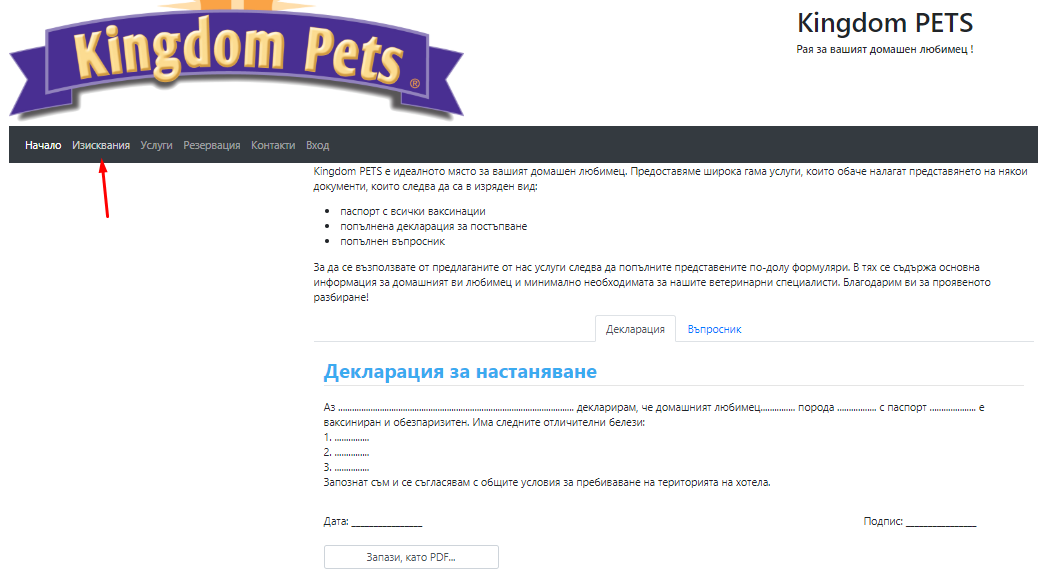 Kingdom Pets ®
Kingdom PETS
Рая за вашият домашен любимец !
Начало Изисквания Услуги Резервация Контакти Вход
Kingdom PETS е идеалното място за вашият домашен любимец. Предоставяме широка гама услуги, които обаче налагат представянето на някои
документи, които следва да са в изряден вид:
паспорт с всички ваксинации
попълнена декларация за постъпване
попълнен въпросник
За да се възползвате от предлаганите от нас услуги следва да попълните представените по-долу формуляри. В тях се съдържа основна
информация за домашният ви любимец и минимално необходимата за нашите ветеринарни специалисти. Благодарим ви за проявеното
разбиране!
Декларация Въпросник
Декларация за настаняване
Аз .................................................................................... декларирам, че домашният любимец............. порода .............. с паспорт ................. е
ваксиниран и обезпаразитен. Има следните отличителни белези:
1. .............
2. .............
3. .............
Запознат съм и се съгласявам с общите условия за пребиваване на територията на хотела.
Дата: ______________ Подпис: ______________
Запази, като PDF...